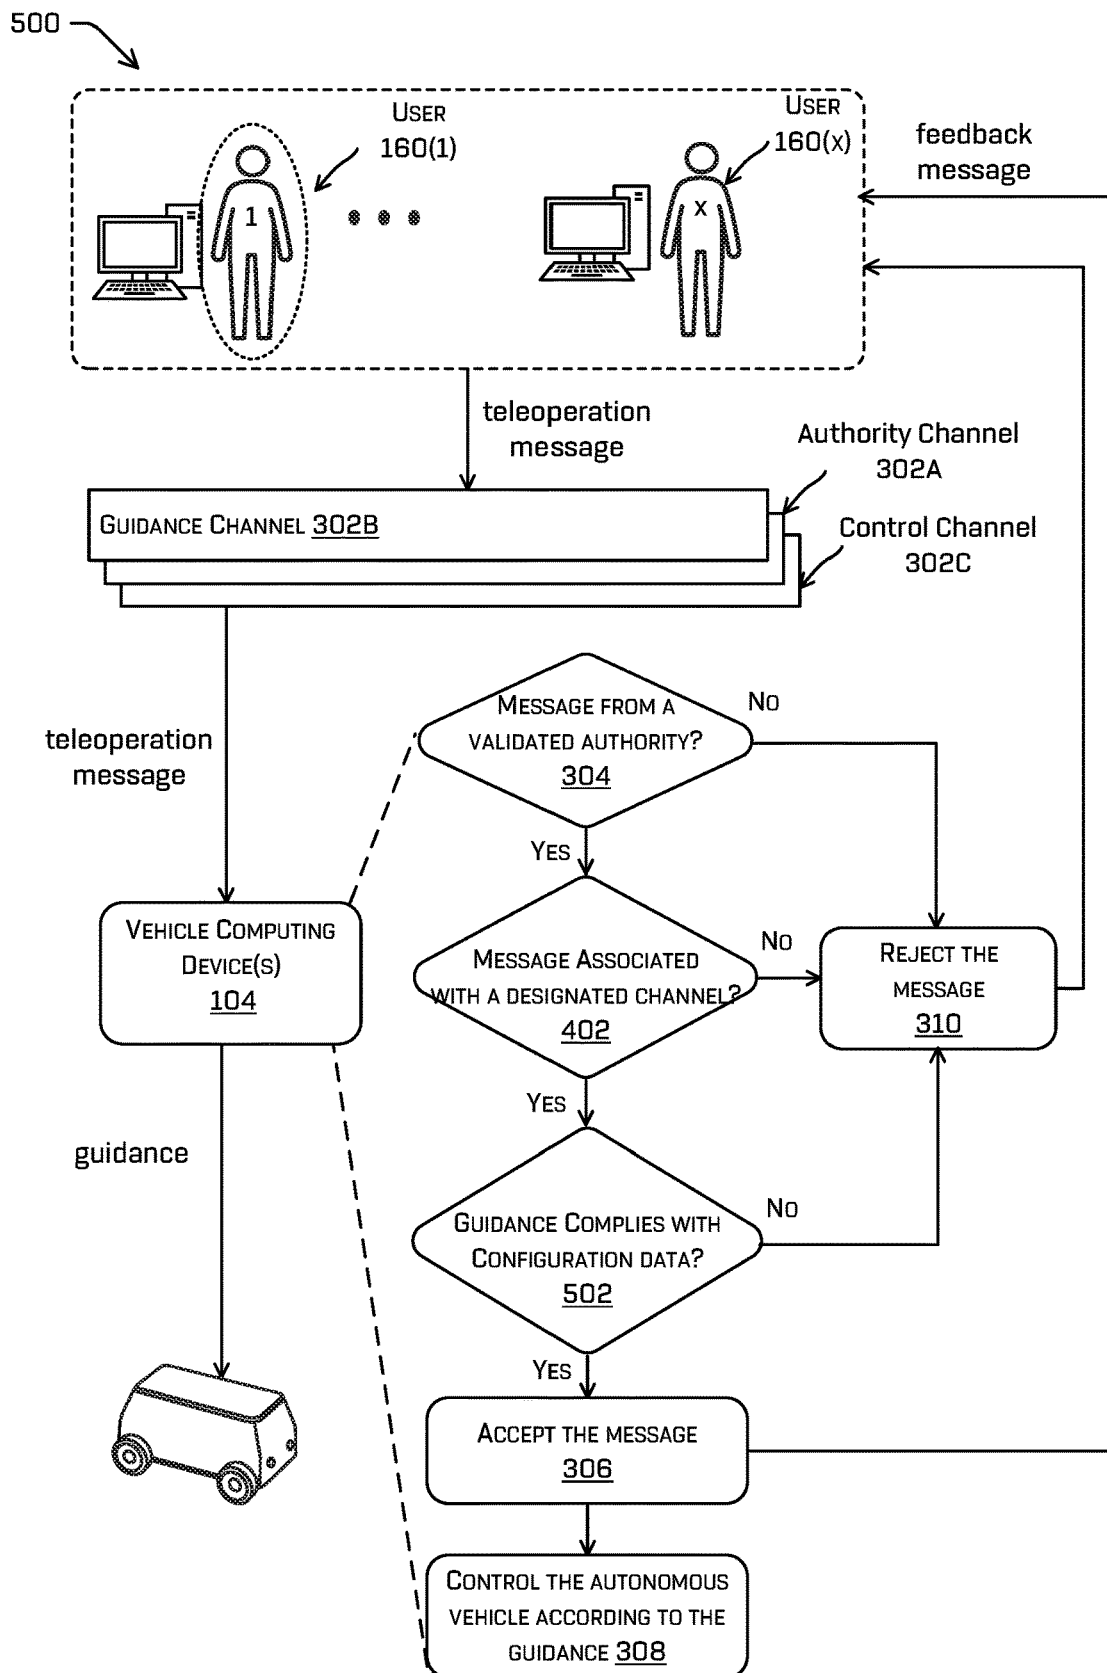 500
USER
160(1)
USER
160(X)
feedback
message
1
X
teleoperation
message
Authority Channel
302A
GUIDANCE CHANNEL 302B
Control Channel
302C
teleoperation
message
MESSAGE FROM A
VALIDATED AUTHORITY?
304
NO
YES
VEHICLE COMPUTING
DEVICE(S)
104
MESSAGE ASSOCIATED
WITH A DESIGNATED CHANNEL?
402
NO
REJECT THE
MESSAGE
310
YES
guidance
GUIDANCE COMPLIES WITH
CONFIGURATION DATA?
502
NO
YES
ACCEPT THE MESSAGE
306
CONTROL THE AUTONOMOUS
VEHICLE ACCORDING TO THE
GUIDANCE 308